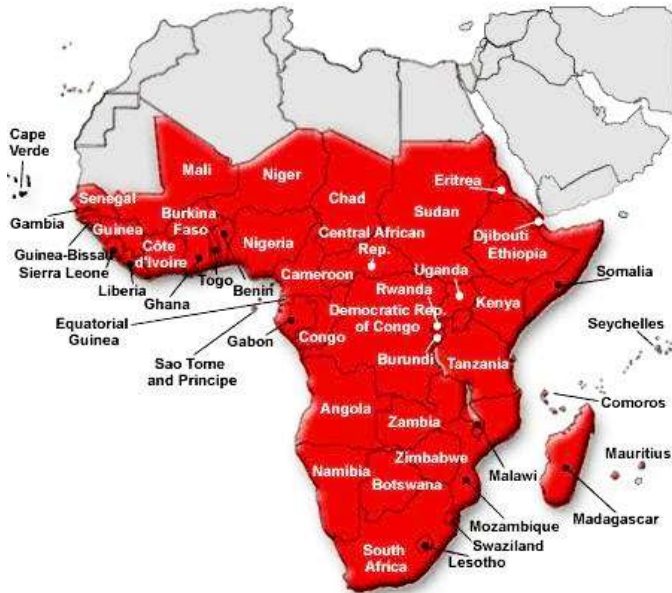 Cape
Verde
Mali
Niger
Chad
Sudan
Eritrea
Senegal
Gambia
Guinea
Burkina
Faso
Guinea-Bissau
Sierra Leone
Côte
d'Ivoire
Liberia
Ghana
Togo
Benin
Nigeria
Central African
Rep.
Djibouti
Ethiopia
Cameroon
Uganda
Somalia
Equatorial
Guinea
Rwanda
Kenya
Democratic Rep.
of Congo
Gabon
Congo
Seychelles
Sao Tome
and Principe
Burundi
Tanzania
Comoros
Angola
Zambia
Malawi
Mauritius
Zimbabwe
Namibia
Botswana
Mozambique
Madagascar
Swaziland
Lesotho
South
Africa